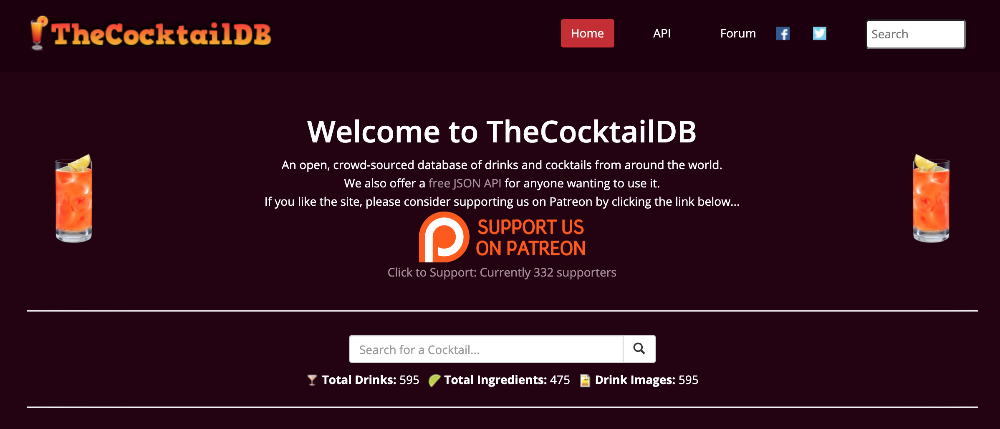 TheCocktailDB
Home API Forum Search
Welcome to TheCocktailDB
An open, crowd-sourced database of drinks and cocktails from around the world.
We also offer a free JSON API for anyone wanting to use it.
If you like the site, please consider supporting us on Patreon by clicking the link below...
SUPPORT US
ON PATREON
Click to Support: Currently 332 supporters
Search for a Cocktail...
Total Drinks: 595 Total Ingredients: 475 Drink Images: 595